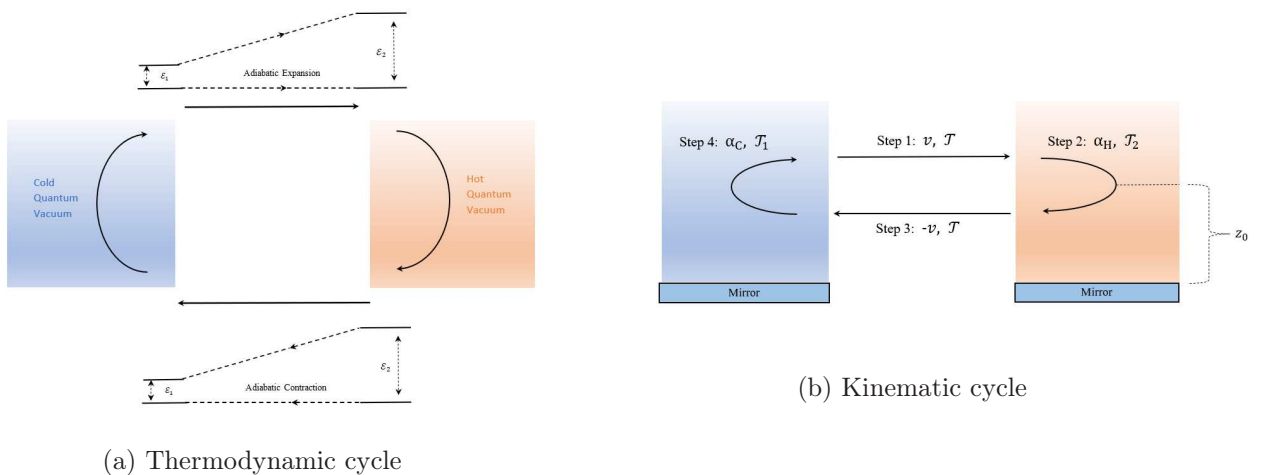 ε₁
Adiabatic Expansion
ε₂
Cold
Quantum
Vacuum
Hot
Quantum
Vacuum
ε₁
Adiabatic Contraction
ε₂
(a) Thermodynamic cycle
Step 4: α_C, 𝒯₁
Step 1: v, 𝒯
Step 2: α_H, 𝒯₂
Step 3: -v, 𝒯
z₀
Mirror
Mirror
(b) Kinematic cycle